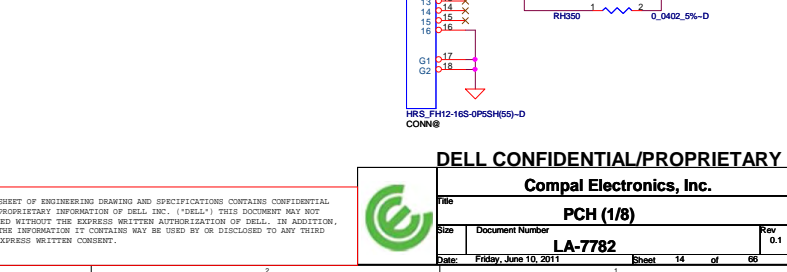 13
14 14
15 15
16 16
G1 17
G2 18
HRS_FH12-16S-0P5SH(55)~D
CONN@
1 2
RH350 0_0402_5%~D
DELL CONFIDENTIAL/PROPRIETARY
Compal Electronics, Inc.
SHEET OF ENGINEERING DRAWING AND SPECIFICATIONS CONTAINS CONFIDENTIAL
PROPRIETARY INFORMATION OF DELL INC. ("DELL") THIS DOCUMENT MAY NOT
ED WITHOUT THE EXPRESS WRITTEN AUTHORIZATION OF DELL. IN ADDITION,
THE INFORMATION IT CONTAINS WAY BE USED BY OR DISCLOSED TO ANY THIRD
EXPRESS WRITTEN CONSENT.
Title
PCH (1/8)
Size Document Number Rev
LA-7782 0.1
Date: Friday, June 10, 2011 Sheet 14 of 66
2 1